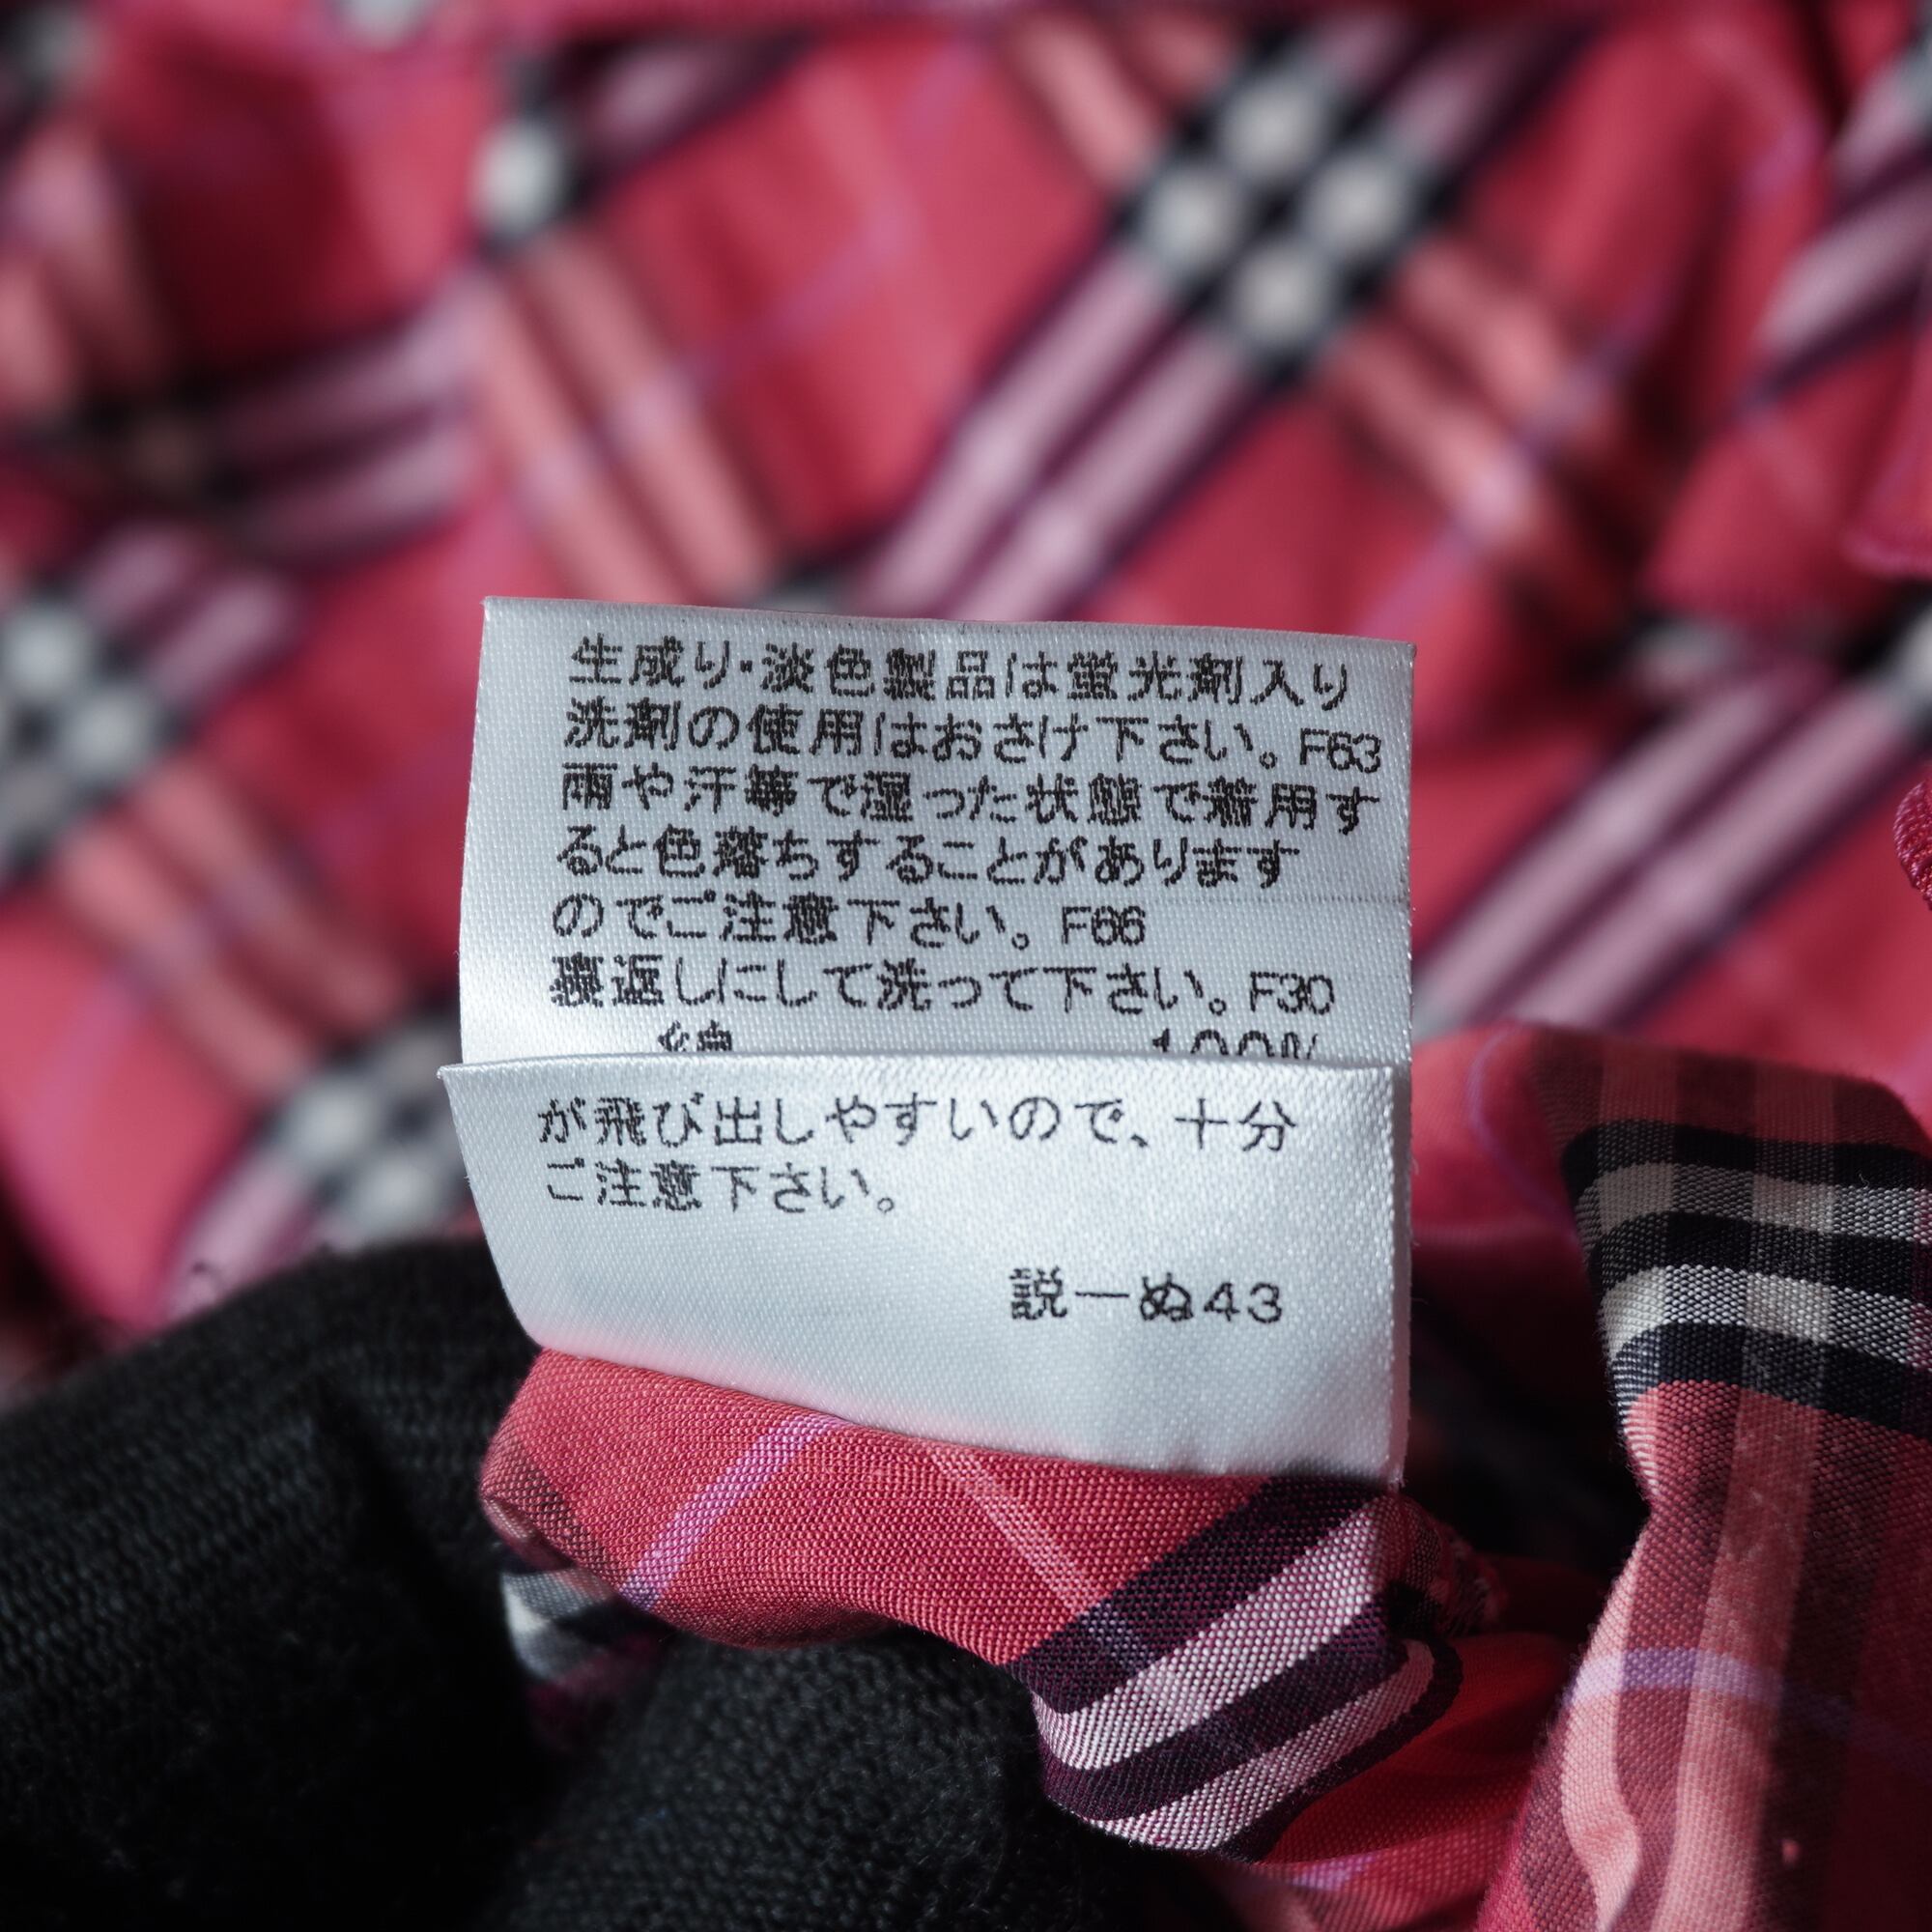 生成り・淡色製品は蛍光剤入り
洗剤の使用はおさけ下さい。F63
雨や汗等で湿った状態で着用す
ると色落ちすることがあります
のでご注意下さい。F66
裏返しにして洗って下さい。F30
綿 100%
が飛び出しやすいので、十分
ご注意下さい。
説ーぬ43